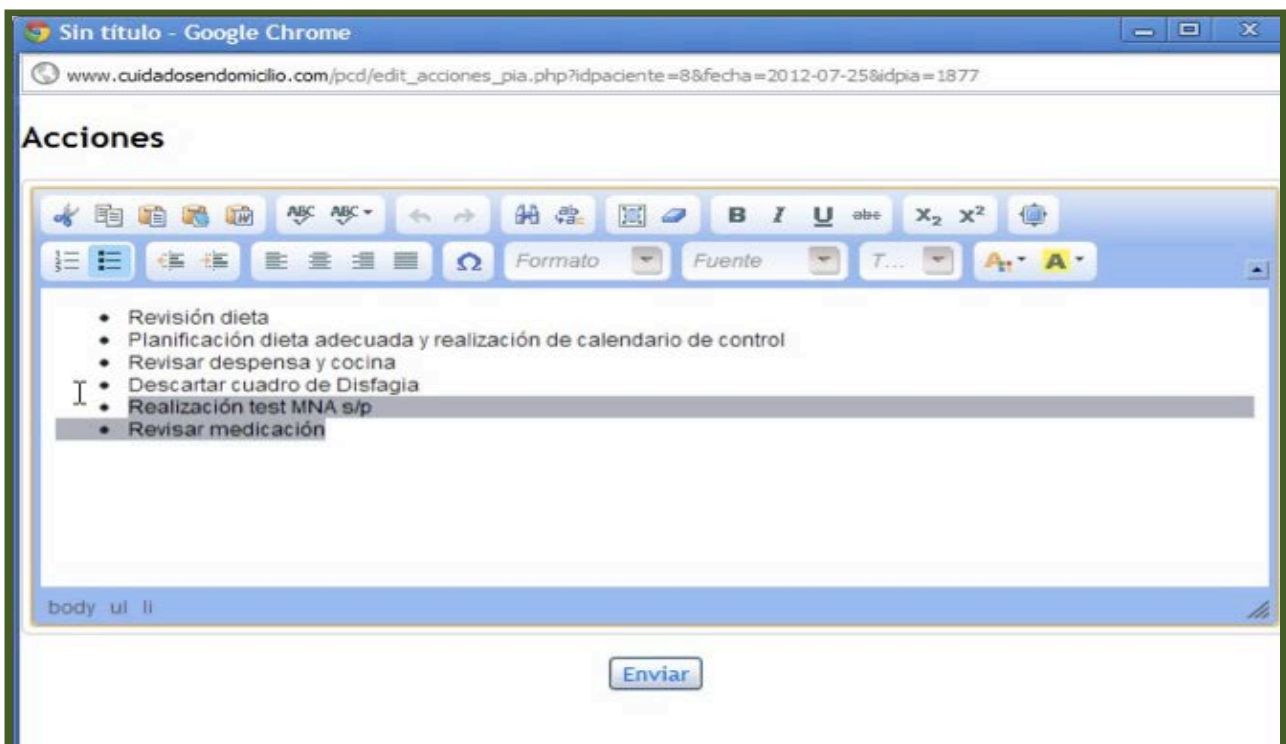 Sin título - Google Chrome
www.cuidadosendomicilio.com/pcd/edit_acciones_pia.php?idpaciente=8&fecha=2012-07-25&idpia=1877
Acciones
ABC ABC
B I U abc X₂ X²
Ω Formato Fuente T... A A
• Revisión dieta
• Planificación dieta adecuada y realización de calendario de control
• Revisar despensa y cocina
• Descartar cuadro de Disfagia
• Realización test MNA s/p
• Revisar medicación
body ul li
Enviar